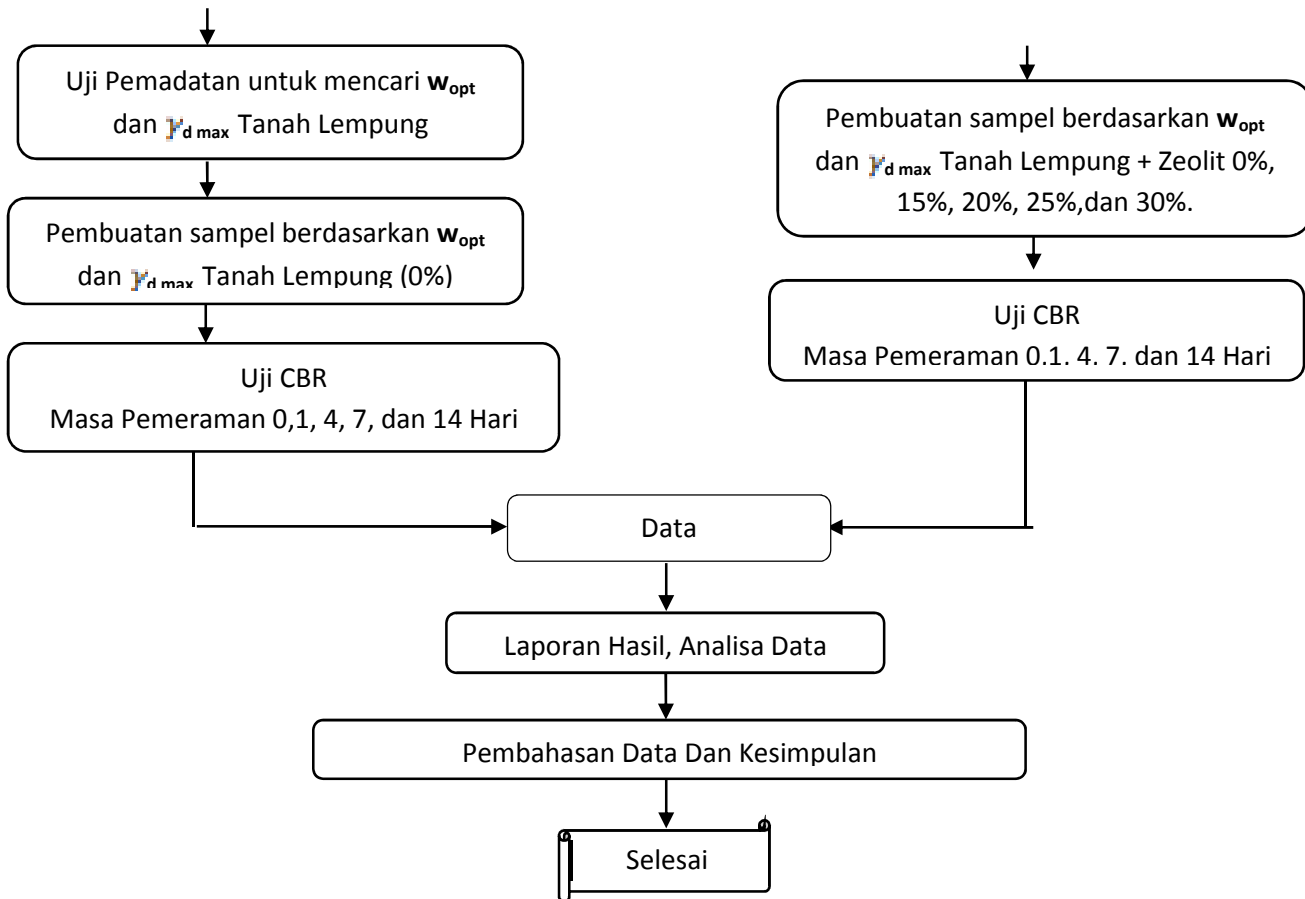 Uji Pemadatan untuk mencari wopt
dan γd max Tanah Lempung
Pembuatan sampel berdasarkan wopt
dan γd max Tanah Lempung (0%)
Uji CBR
Masa Pemeraman 0,1, 4, 7, dan 14 Hari
Pembuatan sampel berdasarkan wopt
dan γd max Tanah Lempung + Zeolit 0%,
15%, 20%, 25%,dan 30%.
Uji CBR
Masa Pemeraman 0.1. 4. 7. dan 14 Hari
Data
Laporan Hasil, Analisa Data
Pembahasan Data Dan Kesimpulan
Selesai